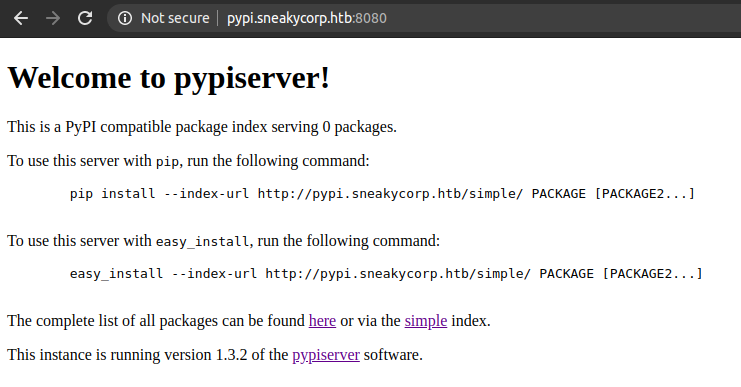 Not secure | pypi.sneakycorp.htb:8080
Welcome to pypiserver!
This is a PyPI compatible package index serving 0 packages.
To use this server with pip, run the following command:
pip install --index-url http://pypi.sneakycorp.htb/simple/ PACKAGE [PACKAGE2...]
To use this server with easy_install, run the following command:
easy_install --index-url http://pypi.sneakycorp.htb/simple/ PACKAGE [PACKAGE2...]
The complete list of all packages can be found here or via the simple index.
This instance is running version 1.3.2 of the pypiserver software.